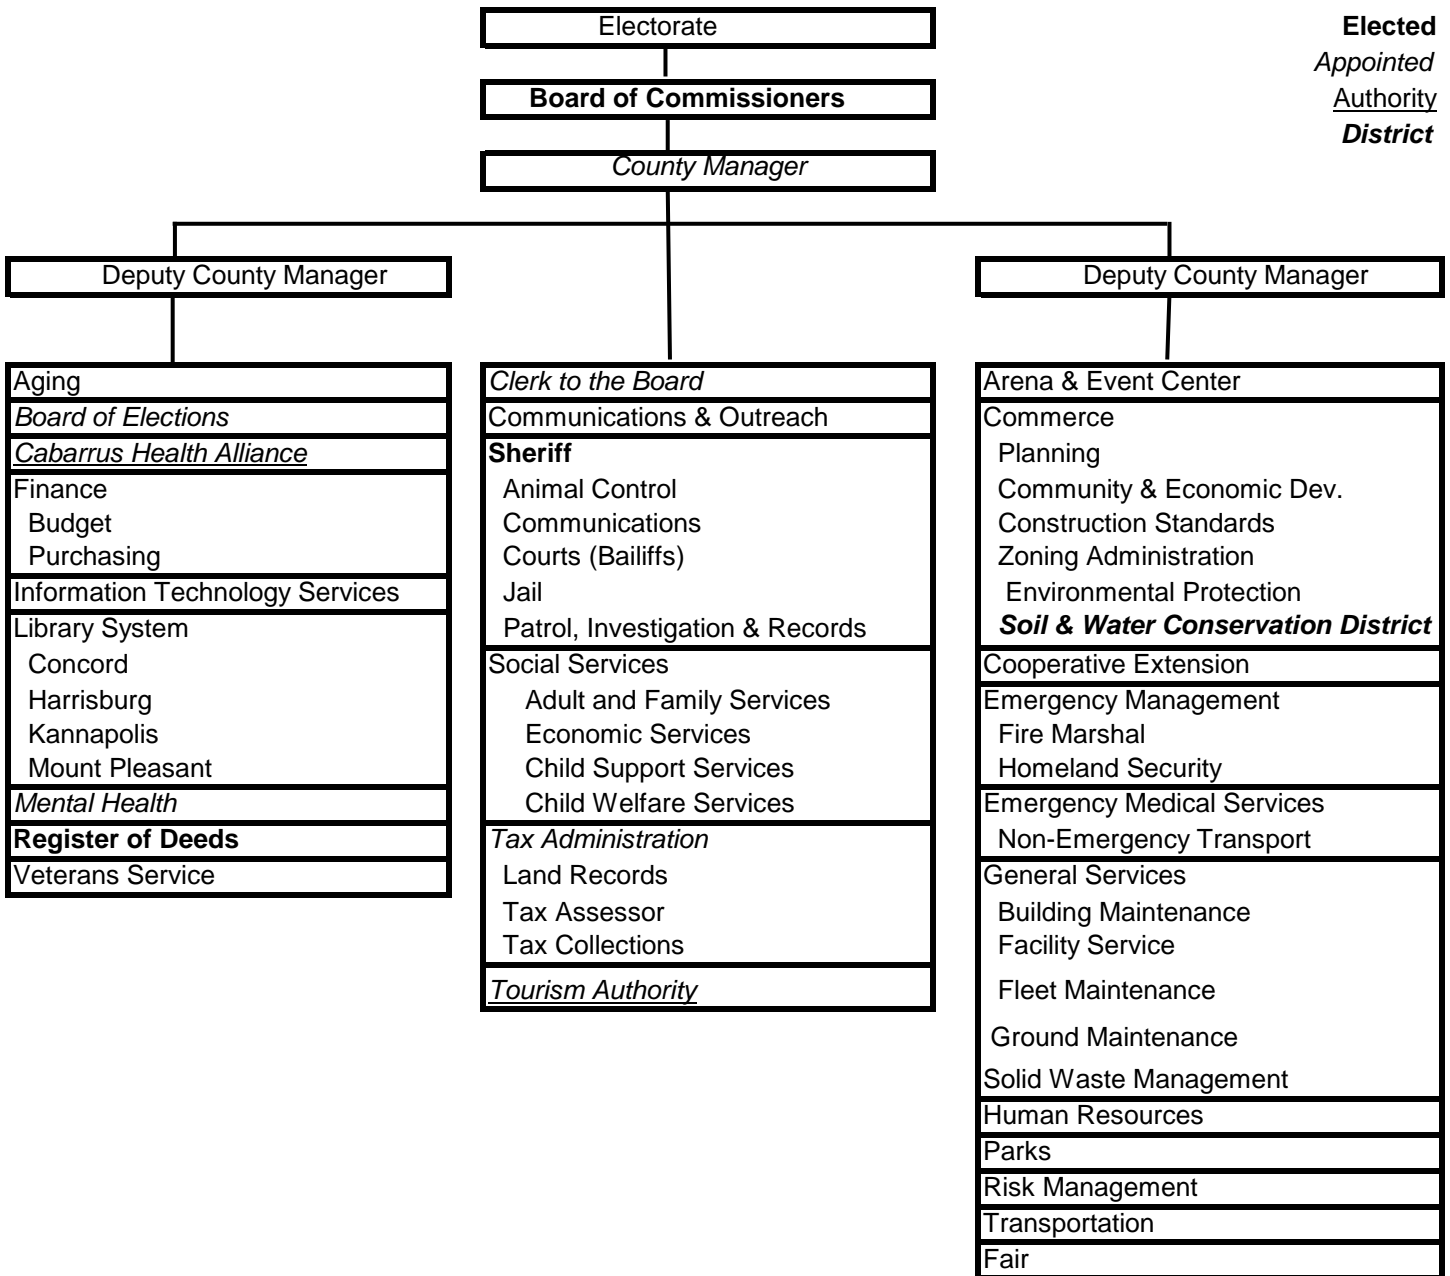 Electorate
Board of Commissioners
County Manager
Elected
Appointed
Authority
District
Deputy County Manager
Aging
Board of Elections
Cabarrus Health Alliance
Finance
Budget
Purchasing
Information Technology Services
Library System
Concord
Harrisburg
Kannapolis
Mount Pleasant
Mental Health
Register of Deeds
Veterans Service
Clerk to the Board
Communications & Outreach
Sheriff
Animal Control
Communications
Courts (Bailiffs)
Jail
Patrol, Investigation & Records
Social Services
Adult and Family Services
Economic Services
Child Support Services
Child Welfare Services
Tax Administration
Land Records
Tax Assessor
Tax Collections
Tourism Authority
Deputy County Manager
Arena & Event Center
Commerce
Planning
Community & Economic Dev.
Construction Standards
Zoning Administration
Environmental Protection
Soil & Water Conservation District
Cooperative Extension
Emergency Management
Fire Marshal
Homeland Security
Emergency Medical Services
Non-Emergency Transport
General Services
Building Maintenance
Facility Service
Fleet Maintenance
Ground Maintenance
Solid Waste Management
Human Resources
Parks
Risk Management
Transportation
Fair